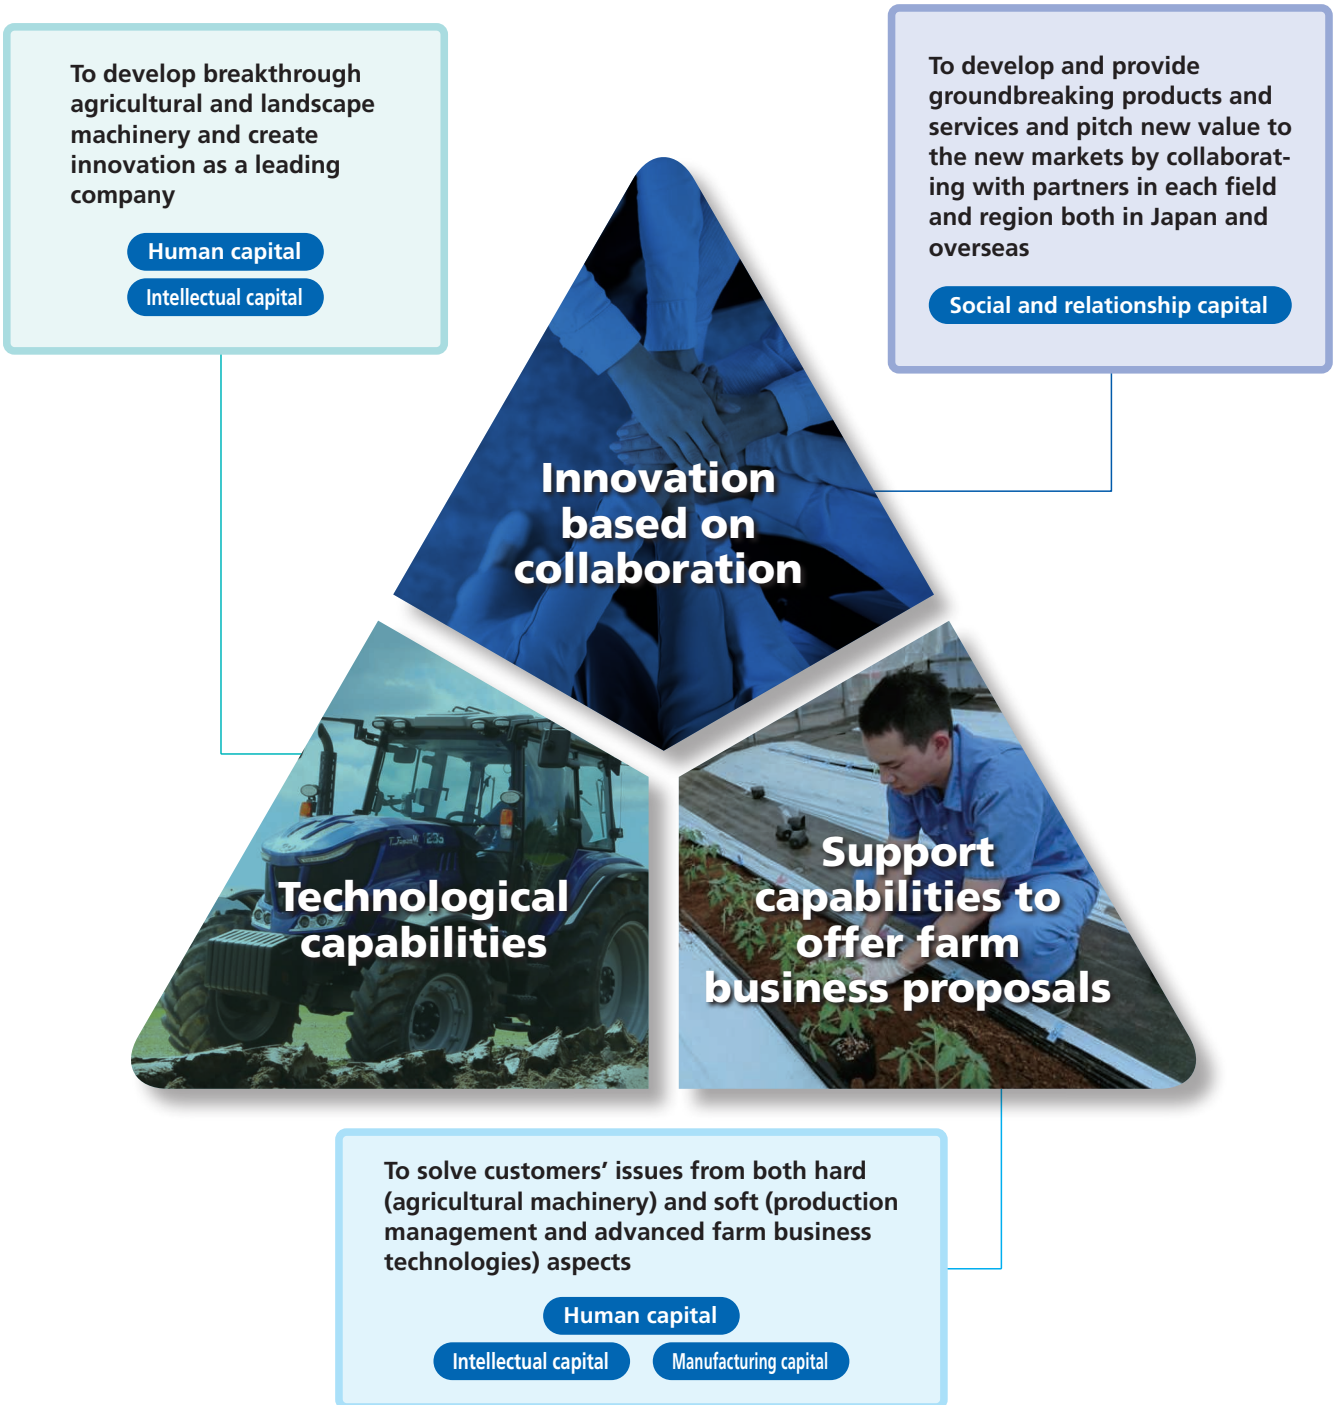 To develop breakthrough
agricultural and landscape
machinery and create
innovation as a leading
company
Human capital
Intellectual capital
To develop and provide
groundbreaking products and
services and pitch new value to
the new markets by collaborat-
ing with partners in each field
and region both in Japan and
overseas
Social and relationship capital
Innovation
based on
collaboration
Technological
capabilities
Support
capabilities to
offer farm
business proposals
To solve customers’ issues from both hard
(agricultural machinery) and soft (production
management and advanced farm business
technologies) aspects
Human capital
Intellectual capital
Manufacturing capital